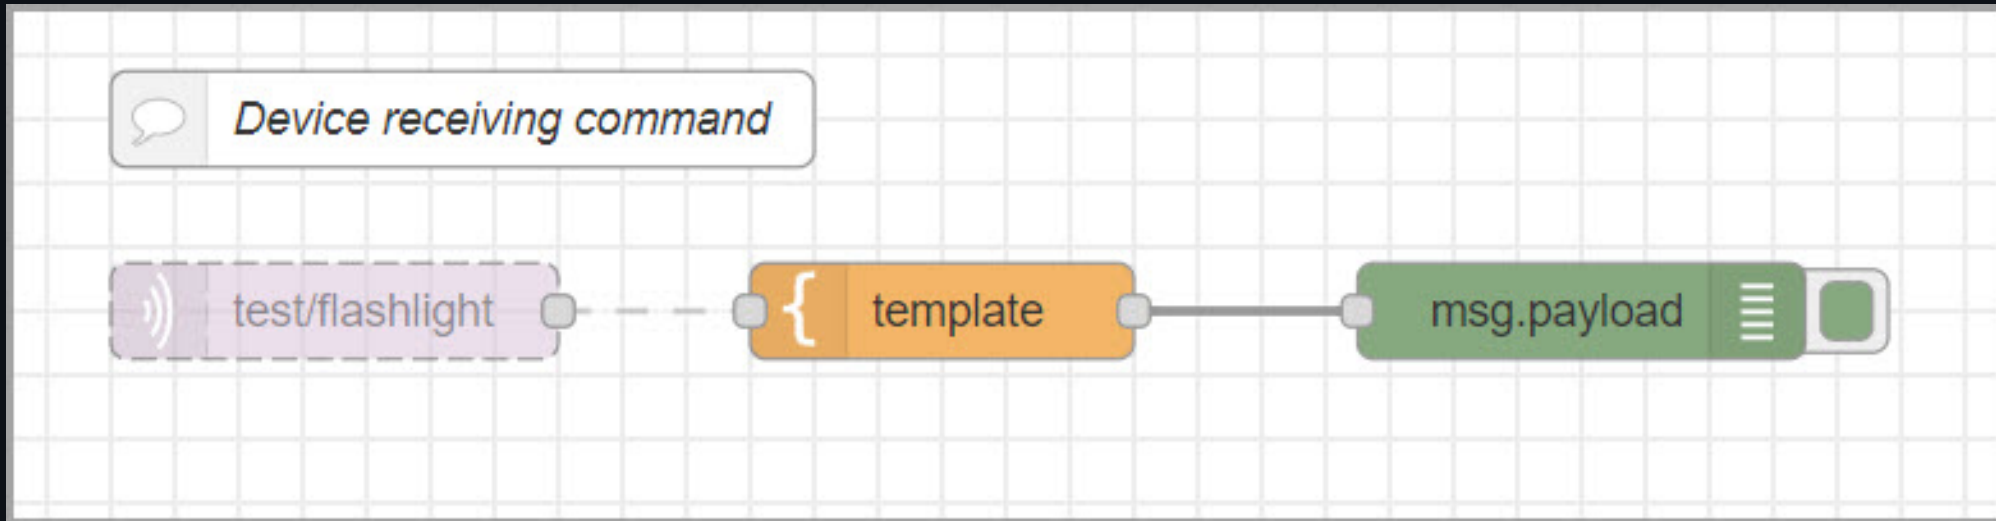 Device receiving command
test/flashlight
template
msg.payload